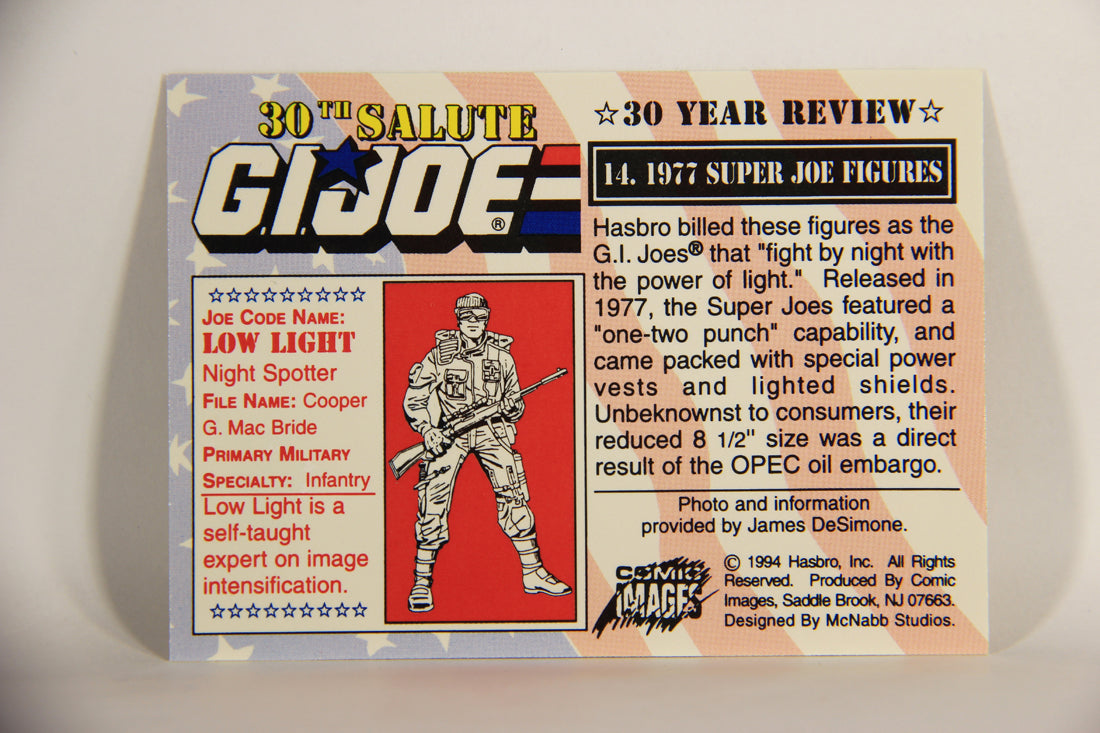 30TH SALUTE
G.I. JOE®
☆☆☆☆☆☆☆☆☆☆
JOE CODE NAME:
LOW LIGHT
Night Spotter
FILE NAME: Cooper
G. Mac Bride
PRIMARY MILITARY
SPECIALTY: Infantry
Low Light is a
self-taught
expert on image
intensification.
☆☆☆☆☆☆☆☆☆☆
☆30 YEAR REVIEW☆
14. 1977 SUPER JOE FIGURES
Hasbro billed these figures as the
G.I. Joes® that "fight by night with
the power of light." Released in
1977, the Super Joes featured a
"one-two punch" capability, and
came packed with special power
vests and lighted shields.
Unbeknownst to consumers, their
reduced 8 1/2" size was a direct
result of the OPEC oil embargo.
Photo and information
provided by James DeSimone.
COMIC
IMAGES
© 1994 Hasbro, Inc. All Rights
Reserved. Produced By Comic
Images, Saddle Brook, NJ 07663.
Designed By McNabb Studios.